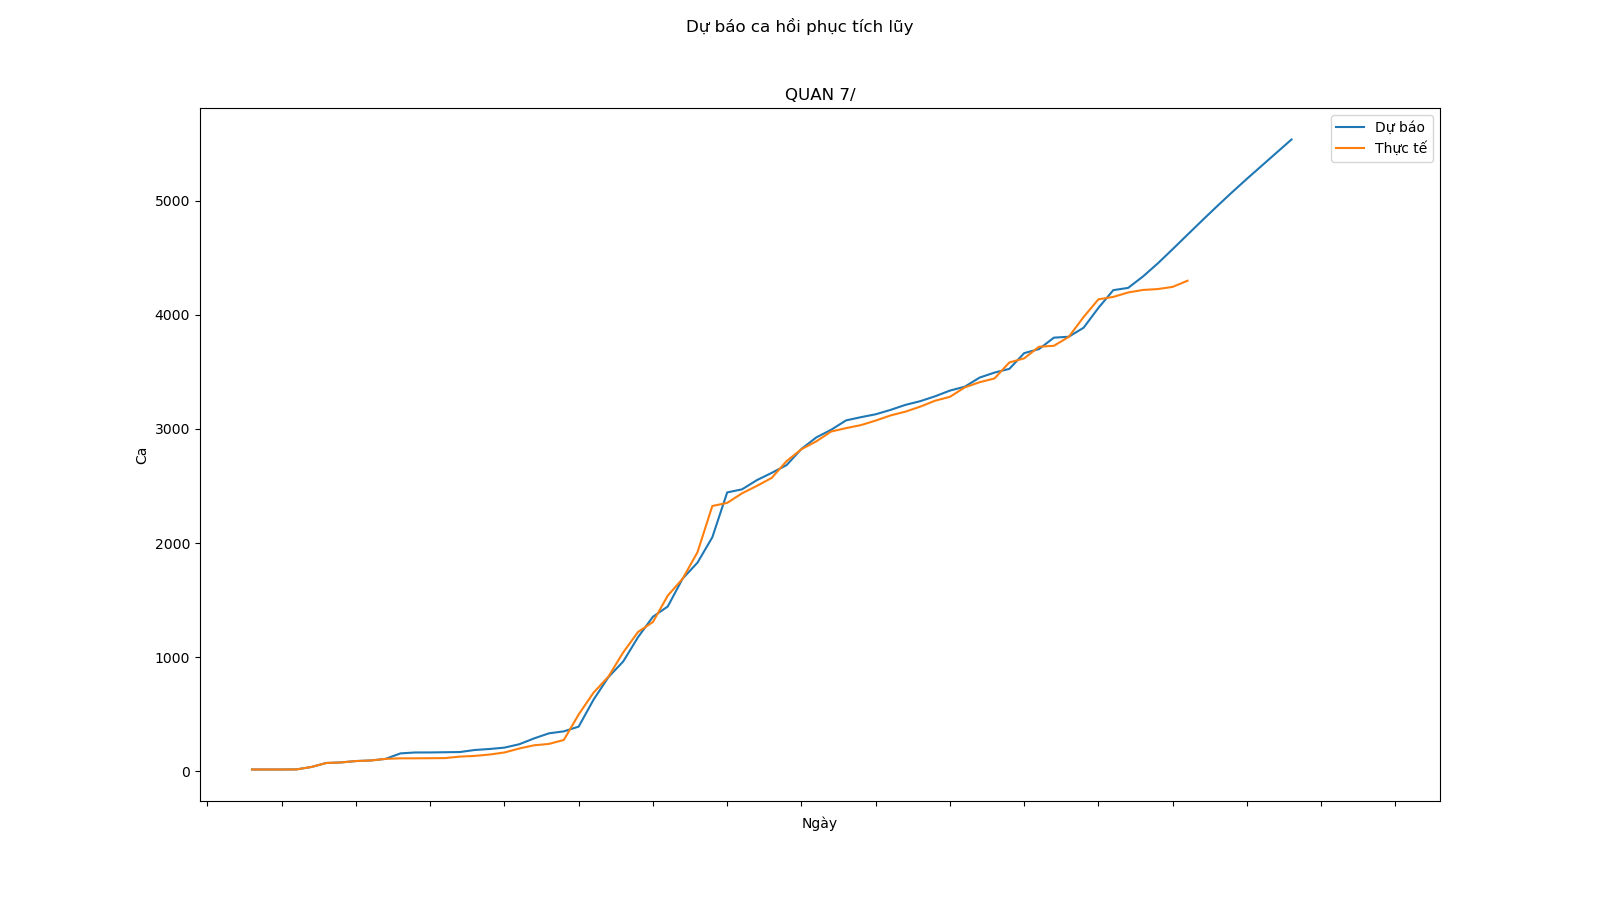 Dự báo ca hồi phục tích lũy
QUAN 7/
Dự báo
Thực tế
5000
4000
3000
2000
1000
0
Ca
Ngày